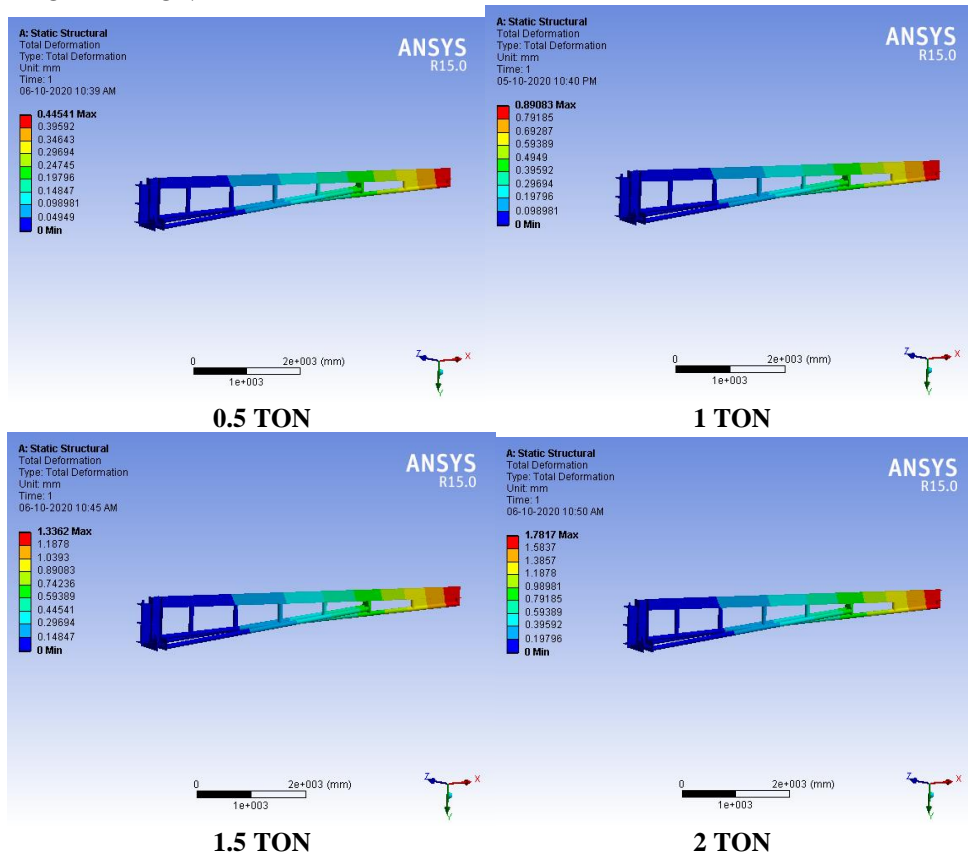 A: Static Structural
Total Deformation
Type: Total Deformation
Unit: mm
Time: 1
06-10-2020 10:39 AM
ANSYS
R15.0
0.44541 Max
0.39592
0.34643
0.29694
0.24745
0.19796
0.14847
0.098981
0.04949
0 Min
0
2e+003 (mm)
1e+003
Z
X
Y
0.5 TON
A: Static Structural
Total Deformation
Type: Total Deformation
Unit: mm
Time: 1
05-10-2020 10:40 PM
ANSYS
R15.0
0.89083 Max
0.79185
0.69287
0.59389
0.4949
0.39592
0.29694
0.19796
0.098981
0 Min
0
2e+003 (mm)
1e+003
Z
X
Y
1 TON
A: Static Structural
Total Deformation
Type: Total Deformation
Unit: mm
Time: 1
06-10-2020 10:45 AM
ANSYS
R15.0
1.3362 Max
1.1878
1.0393
0.89083
0.74236
0.59389
0.44541
0.29694
0.14847
0 Min
0
2e+003 (mm)
1e+003
Z
X
Y
1.5 TON
A: Static Structural
Total Deformation
Type: Total Deformation
Unit: mm
Time: 1
06-10-2020 10:50 AM
ANSYS
R15.0
1.7817 Max
1.5837
1.3857
1.1878
0.98981
0.79185
0.59389
0.39592
0.19796
0 Min
0
2e+003 (mm)
1e+003
Z
X
Y
2 TON